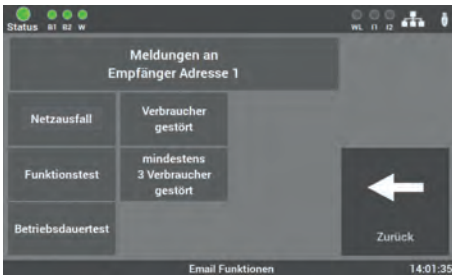 Status B1 B2 W WL I1 I2
Meldungen an
Empfänger Adresse 1
Netzausfall
Verbraucher
gestört
Funktionstest
mindestens
3 Verbraucher
gestört
Betriebsdauertest
Zurück
Email Funktionen 14:01:35